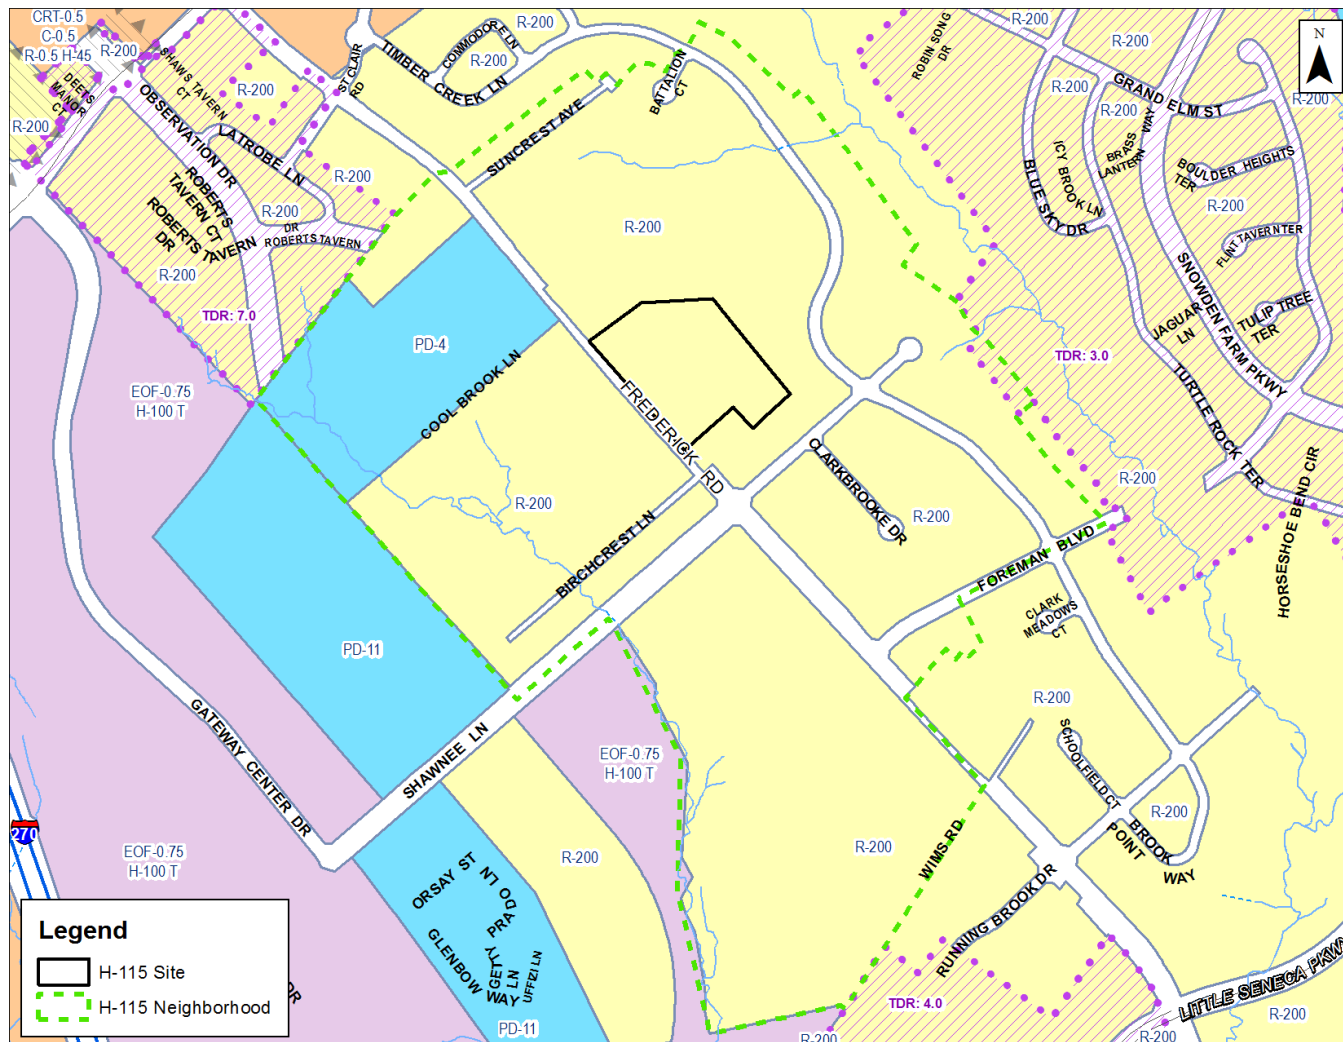 CRT-0.5
C-0.5
R-0.5 H-45
R-200
DEETS
MANOR
CT
R-200
SHAWS TAVERN
CT
R-200
ST CLAIR
RD
TIMBER CREEK LN
COMMODORE LN
R-200
R-200
BATTALION
CT
SUNCREST AVE
ROBIN SONG
DR
R-200
R-200
N
R-200
GRAND ELM ST
R-200
R-200
BRASS
LANTERN
WAY
ICY BROOK LN
BLUE SKY DR
BOULDER HEIGHTS
TER
R-200
FLINT TAVERN TER
SNOWDEN FARM PKWY
JAGUAR
LN
TULIP TREE
TER
TURTLE ROCK TER
TDR: 3.0
R-200
HORSESHOE BEND CIR
OBSERVATION DR
LATROBE LN
R-200
ROBERTS
TAVERN CT
R-200
ROBERTS TAVERN
DR
ROBERTS TAVERN
DR
R-200
TDR: 7.0
R-200
PD-4
COOL BROOK LN
EOF-0.75
H-100 T
FREDERICK RD
CLARKBROOKE DR
R-200
R-200
BIRCHCREST LN
FOREMAN BLVD
CLARK
MEADOWS
CT
PD-11
SHAWNEE LN
GATEWAY CENTER DR
EOF-0.75
H-100 T
R-200
SCHOOLFIELD CT
R-200
BROOK
POINT
WAY
270
EOF-0.75
H-100 T
R-200
R-200
WIMS RD
RUNNING BROOK DR
ORSAY ST
PRADO LN
GETTY
LN
GLENBOW
WAY
UFFIZI LN
PD-11
TDR: 4.0
LITTLE SENECA PKWY
R-200
R-200
R-200
DR
Legend
H-115 Site
H-115 Neighborhood